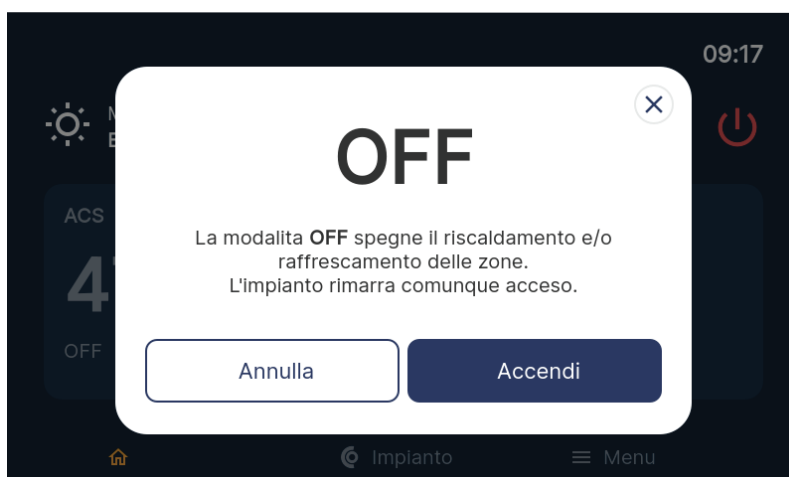 09:17
OFF
La modalita OFF spegne il riscaldamento e/o
raffrescamento delle zone.
L'impianto rimarra comunque acceso.
Annulla
Accendi
ACS
OFF
Impianto
Menu